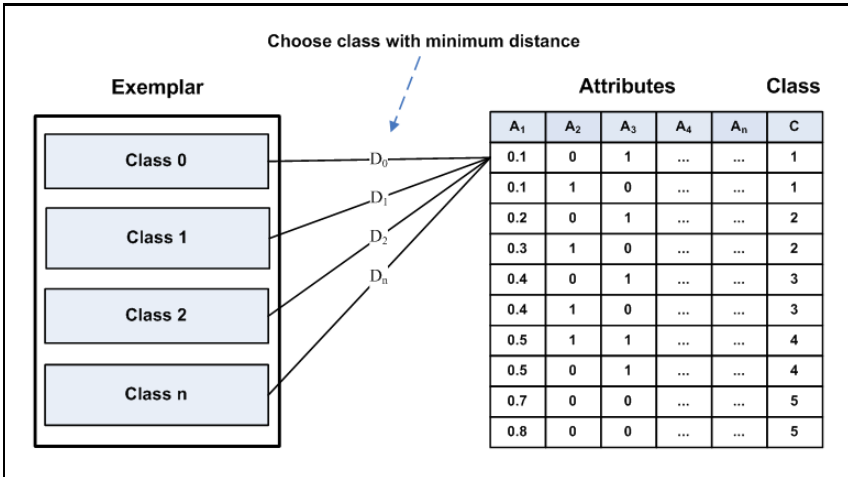 Choose class with minimum distance
Exemplar
Attributes Class
Class 0
Class 1
Class 2
Class n
D₀
D₁
D₂
Dₙ
A₁ A₂ A₃ A₄ Aₙ C
0.1 0 1 ... ... 1
0.1 1 0 ... ... 1
0.2 0 1 ... ... 2
0.3 1 0 ... ... 2
0.4 0 1 ... ... 3
0.4 1 0 ... ... 3
0.5 1 1 ... ... 4
0.5 0 1 ... ... 4
0.7 0 0 ... ... 5
0.8 0 0 ... ... 5